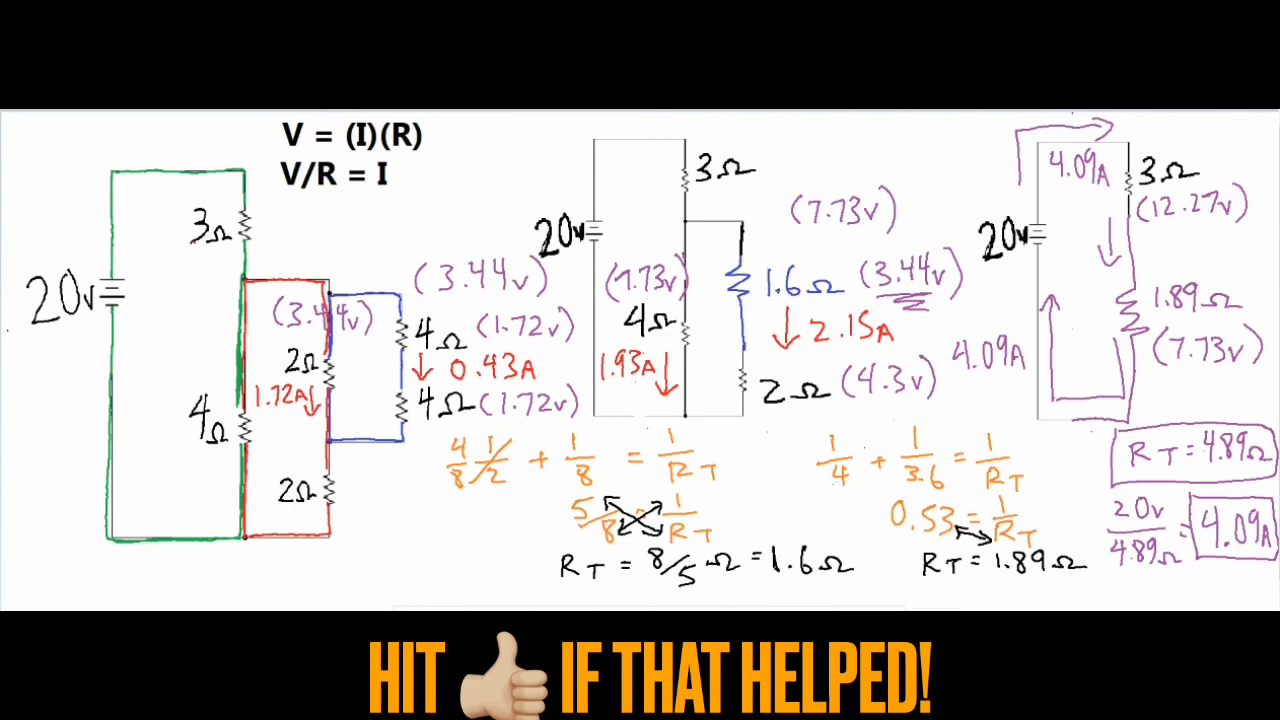 V = (I)(R)
V/R = I
3Ω
20v
(3.44v)
2Ω
1.72A
4Ω
2Ω
(3.44v)
4Ω (1.72v)
0.43A
4Ω (1.72v)
3Ω
20v
(7.73v)
(7.73v)
1.6Ω (3.44v)
4Ω
2.15A
1.93A
2Ω (4.3v)
4.09A
3Ω
(12.27v)
20v
1.89Ω
(7.73v)
4.09A
4/8 1/2 + 1/8 = 1/RT
5/8 = 1/RT
RT = 8/5 Ω = 1.6Ω
1/4 + 1/3.6 = 1/RT
0.53 = 1/RT
RT = 1.89Ω
RT = 4.89Ω
20v/4.89Ω = 4.09A
HIT 👍 IF THAT HELPED!